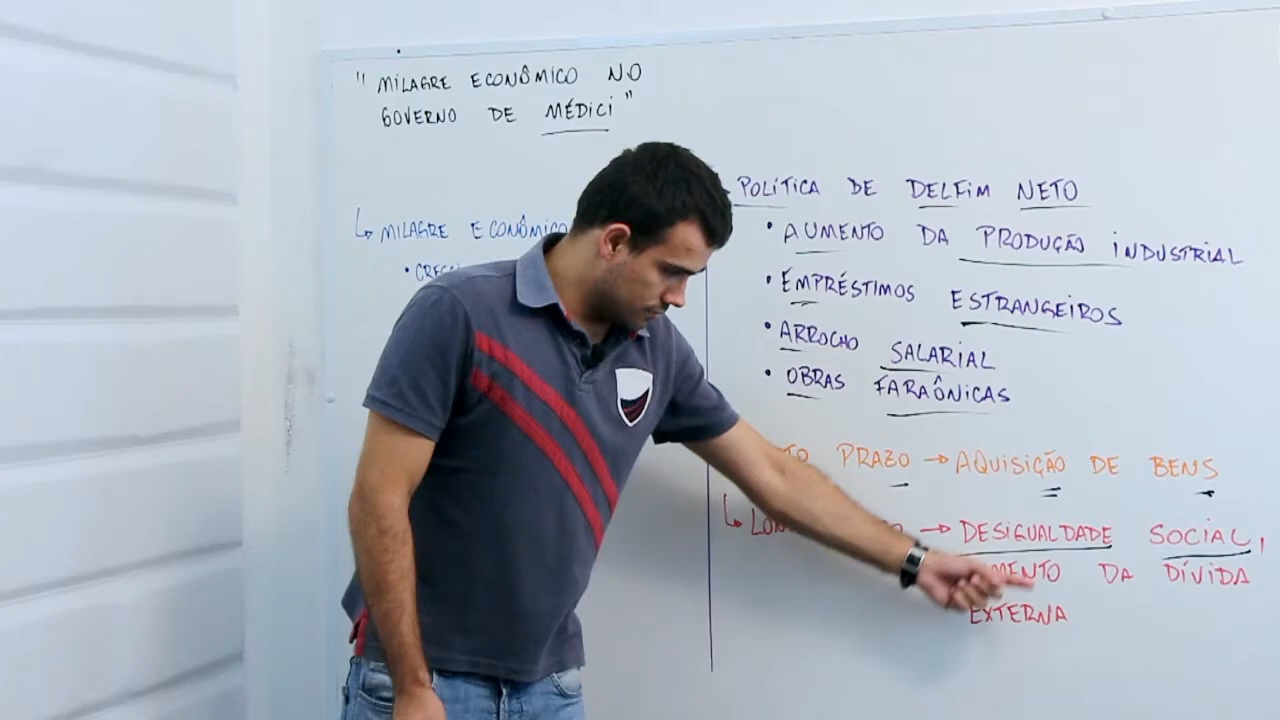 "MILAGRE ECONÔMICO NO
GOVERNO DE MÉDICI"
↳ MILAGRE ECONÔMICO
POLÍTICA DE DELFIM NETO
• AUMENTO DA PRODUÇÃO INDUSTRIAL
• EMPRÉSTIMOS ESTRANGEIROS
• ARROCHO SALARIAL
• OBRAS FARAÔNICAS
PRAZO → AQUISIÇÃO DE BENS
↳ → DESIGUALDADE SOCIAL,
DA DÍVIDA
EXTERNA